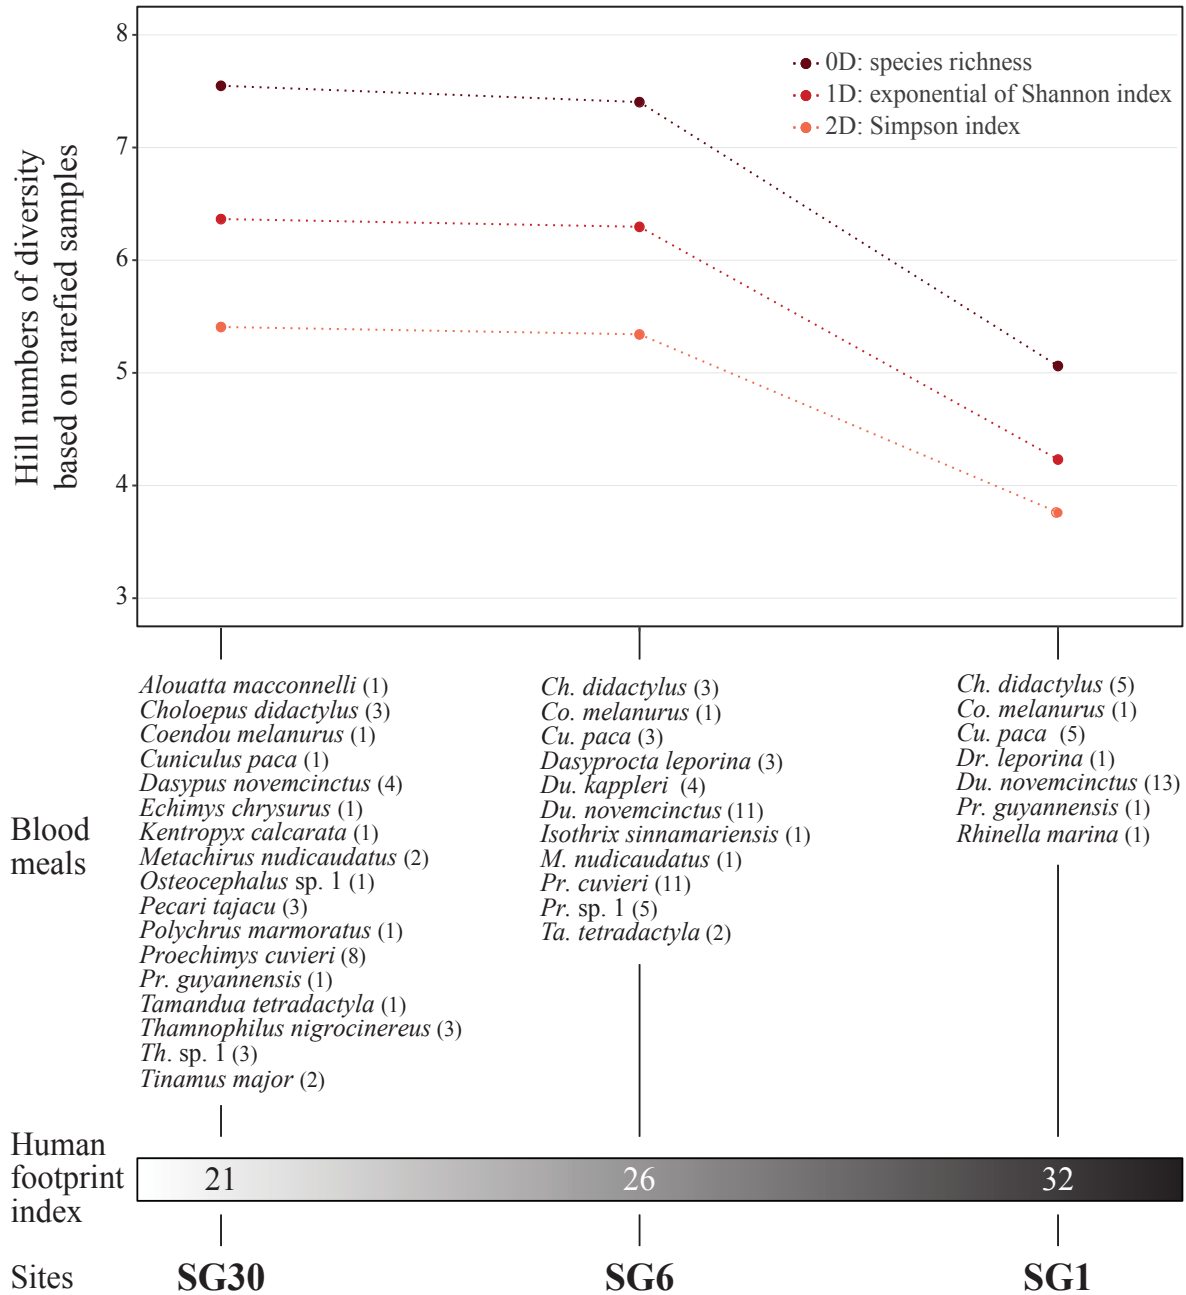 8
7
6
5
4
3
Hill numbers of diversity
based on rarefied samples
0D: species richness
1D: exponential of Shannon index
2D: Simpson index
Blood
meals
Alouatta macconnelli (1)
Choloepus didactylus (3)
Coendou melanurus (1)
Cuniculus paca (1)
Dasypus novemcinctus (4)
Echimys chrysurus (1)
Kentropyx calcarata (1)
Metachirus nudicaudatus (2)
Osteocephalus sp. 1 (1)
Pecari tajacu (3)
Polychrus marmoratus (1)
Proechimys cuvieri (8)
Pr. guyannensis (1)
Tamandua tetradactyla (1)
Thamnophilus nigrocinereus (3)
Th. sp. 1 (3)
Tinamus major (2)
Ch. didactylus (3)
Co. melanurus (1)
Cu. paca (3)
Dasyprocta leporina (3)
Du. kappleri (4)
Du. novemcinctus (11)
Isothrix sinnamariensis (1)
M. nudicaudatus (1)
Pr. cuvieri (11)
Pr. sp. 1 (5)
Ta. tetradactyla (2)
Ch. didactylus (5)
Co. melanurus (1)
Cu. paca (5)
Dr. leporina (1)
Du. novemcinctus (13)
Pr. guyannensis (1)
Rhinella marina (1)
Human
footprint
index
21
26
32
Sites
SG30
SG6
SG1